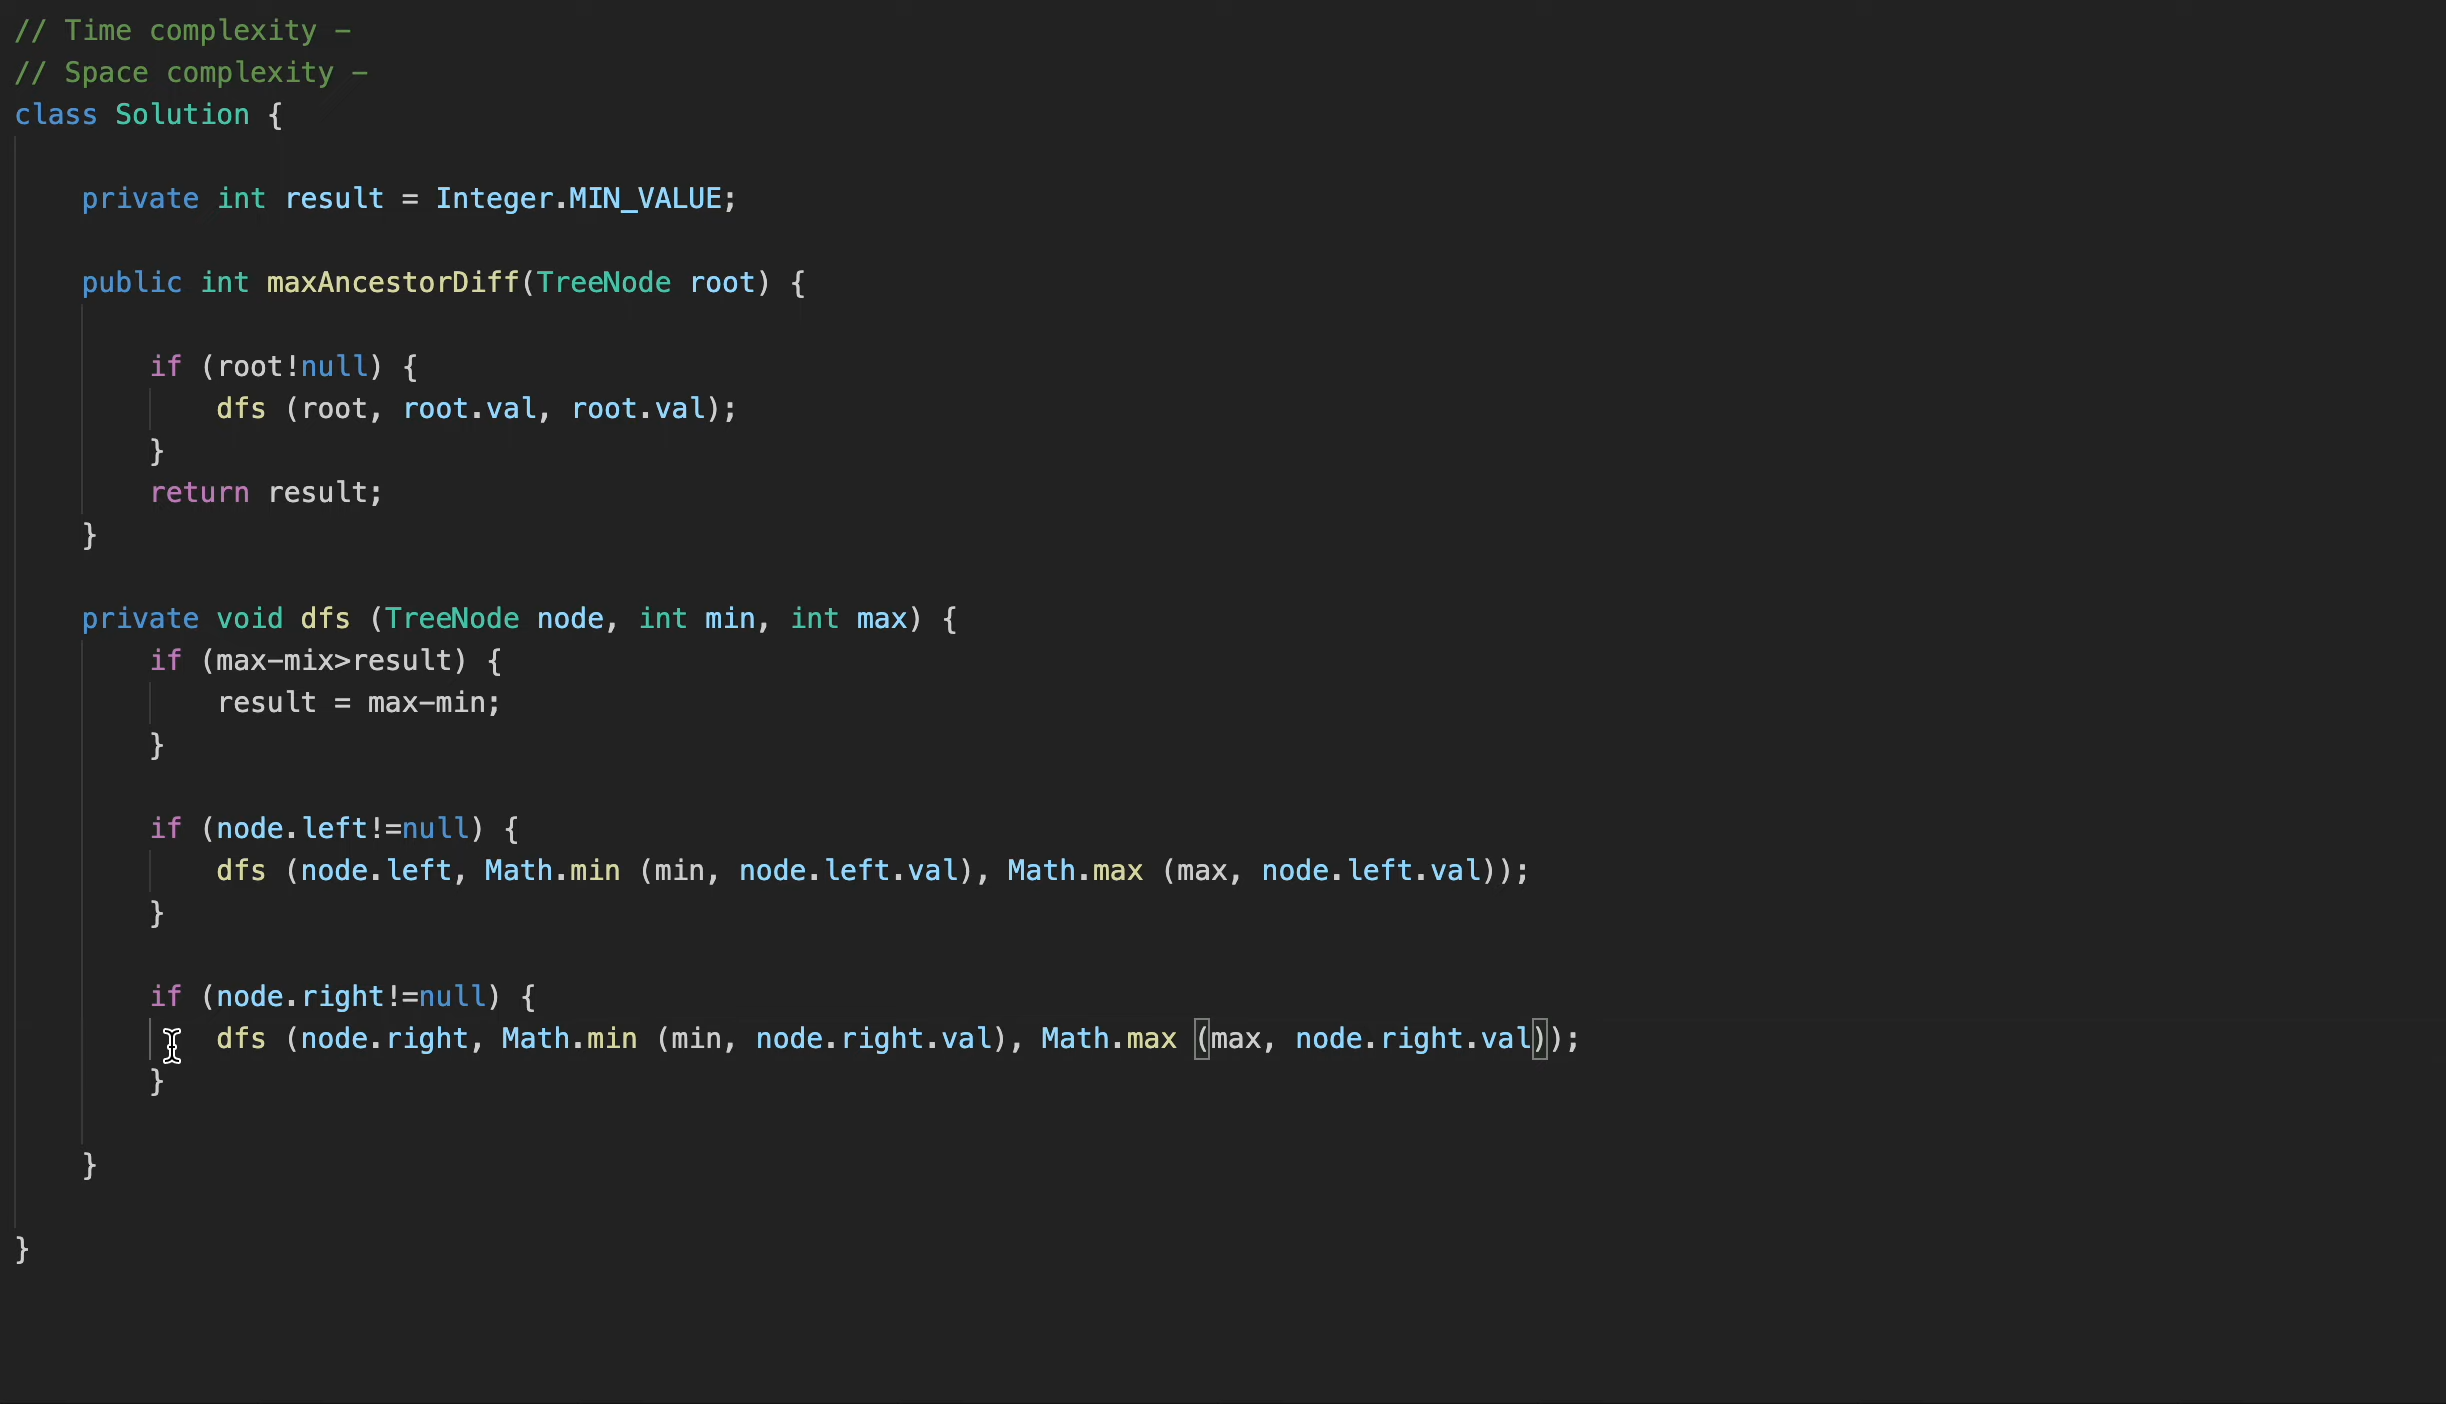 // Time complexity –
// Space complexity –
class Solution {
private int result = Integer.MIN_VALUE;
public int maxAncestorDiff(TreeNode root) {
if (root!null) {
dfs (root, root.val, root.val);
}
return result;
}
private void dfs (TreeNode node, int min, int max) {
if (max-mix>result) {
result = max-min;
}
if (node.left!=null) {
dfs (node.left, Math.min (min, node.left.val), Math.max (max, node.left.val));
}
if (node.right!=null) {
dfs (node.right, Math.min (min, node.right.val), Math.max (max, node.right.val));
}
}
}